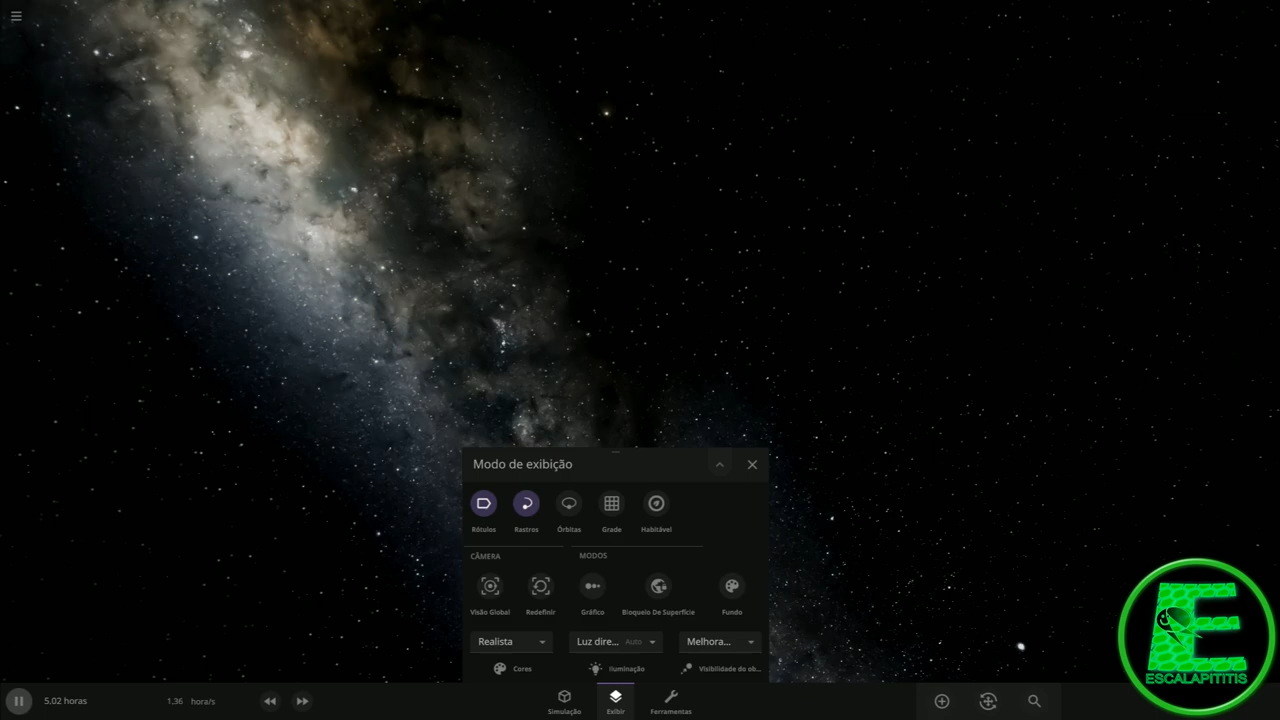 Modo de exibição
Rótulos
Rastros
Órbitas
Grade
Habitável
CÂMERA
MODOS
Visão Global
Redefinir
Gráfico
Bloqueio De Superfície
Fundo
Realista
Luz dire... Auto
Melhora...
Cores
Iluminação
Visibilidade do ob...
5.02 horas
1,36 hora/s
Simulação
Exibir
Ferramentas
E
ESCALAPITITIS